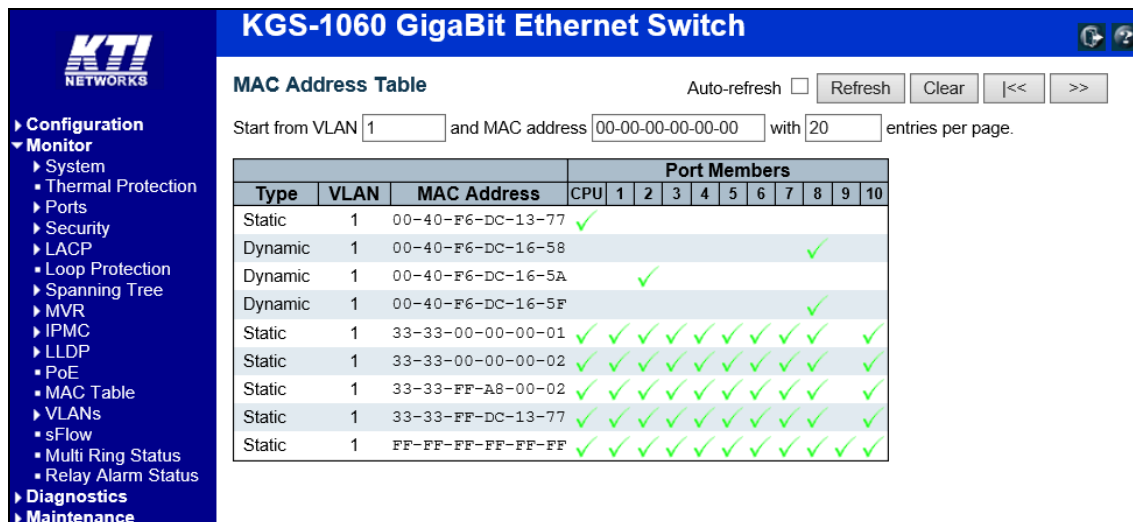 KTI
NETWORKS
KGS-1060 GigaBit Ethernet Switch
?
Configuration
Monitor
System
Thermal Protection
Ports
Security
LACP
Loop Protection
Spanning Tree
MVR
IPMC
LLDP
PoE
MAC Table
VLANs
sFlow
Multi Ring Status
Relay Alarm Status
Diagnostics
Maintenance
MAC Address Table
Auto-refresh Refresh Clear |<< >>
Start from VLAN 1 and MAC address 00-00-00-00-00-00 with 20 entries per page.
Port Members
Type VLAN MAC Address CPU 1 2 3 4 5 6 7 8 9 10
Static 1 00-40-F6-DC-13-77 ✓
Dynamic 1 00-40-F6-DC-16-58 ✓
Dynamic 1 00-40-F6-DC-16-5A ✓
Dynamic 1 00-40-F6-DC-16-5F ✓
Static 1 33-33-00-00-00-01 ✓ ✓ ✓ ✓ ✓ ✓ ✓ ✓ ✓ ✓
Static 1 33-33-00-00-00-02 ✓ ✓ ✓ ✓ ✓ ✓ ✓ ✓ ✓ ✓
Static 1 33-33-FF-A8-00-02 ✓ ✓ ✓ ✓ ✓ ✓ ✓ ✓ ✓ ✓
Static 1 33-33-FF-DC-13-77 ✓ ✓ ✓ ✓ ✓ ✓ ✓ ✓ ✓ ✓
Static 1 FF-FF-FF-FF-FF-FF ✓ ✓ ✓ ✓ ✓ ✓ ✓ ✓ ✓ ✓ ✓